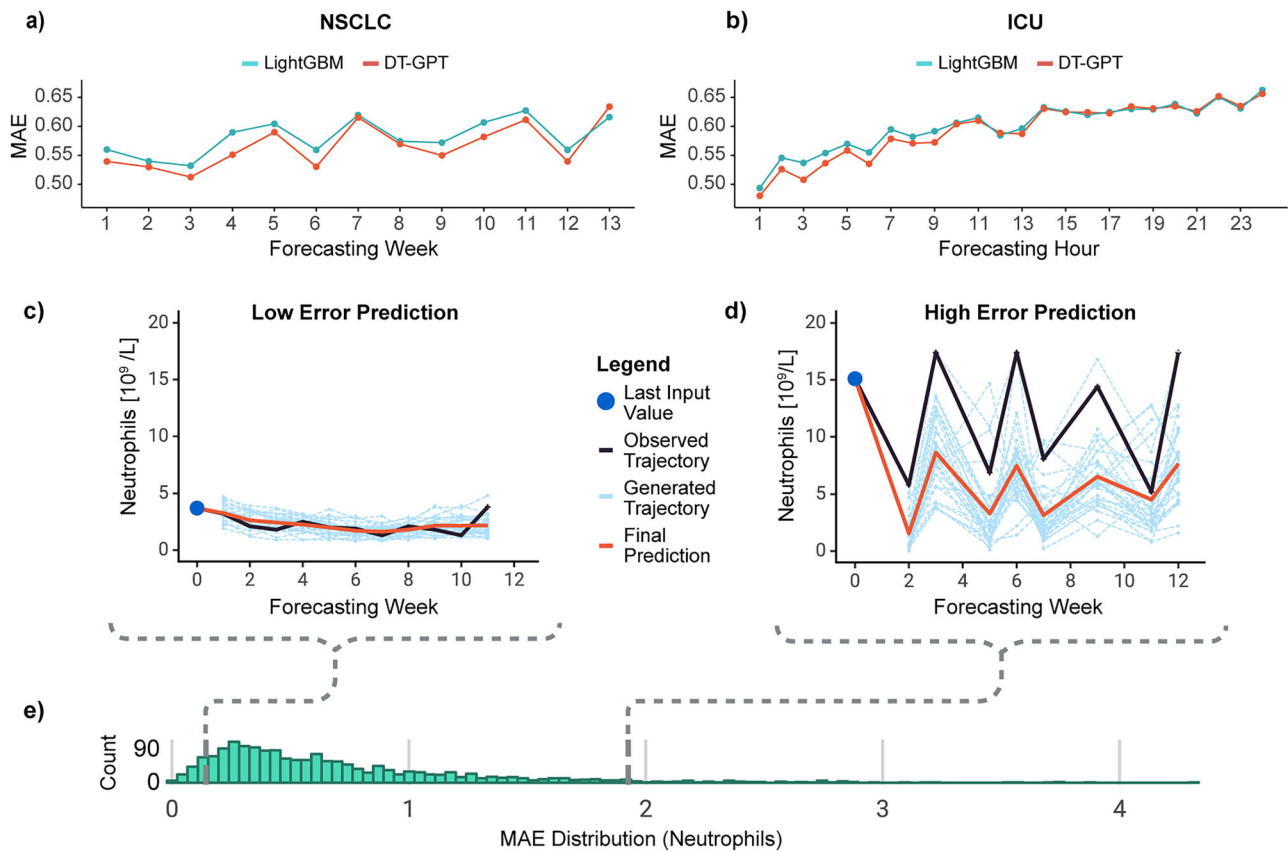 a)
NSCLC
LightGBM
DT-GPT
MAE
0.65
0.60
0.55
0.50
1 2 3 4 5 6 7 8 9 10 11 12 13
Forecasting Week
b)
ICU
LightGBM
DT-GPT
MAE
0.65
0.60
0.55
0.50
1 3 5 7 9 11 13 15 17 19 21 23
Forecasting Hour
c)
Low Error Prediction
Neutrophils [10⁹ /L]
20
15
10
5
0
0 2 4 6 8 10 12
Forecasting Week
Legend
Last Input
Value
Observed
Trajectory
Generated
Trajectory
Final
Prediction
d)
High Error Prediction
Neutrophils [10⁹/L]
20
15
10
5
0
0 2 4 6 8 10 12
Forecasting Week
e)
Count
90
0
0 1 2 3 4
MAE Distribution (Neutrophils)